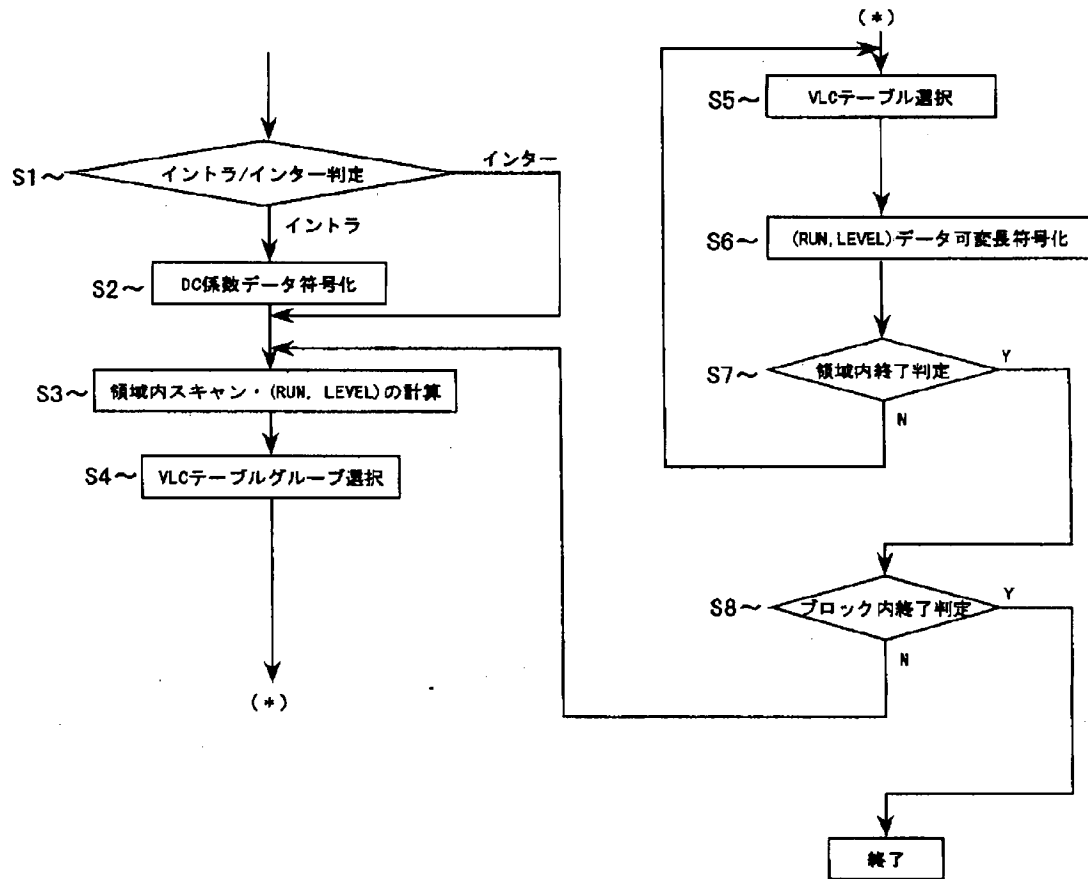 S1～
イントラ/インター判定
インター
イントラ
S2～
DC係数データ符号化
S3～
領域内スキャン・(RUN, LEVEL)の計算
S4～
VLCテーブルグループ選択
(*)
(*)
S5～
VLCテーブル選択
S6～
(RUN, LEVEL)データ可変長符号化
S7～
領域内終了判定
Y
N
S8～
ブロック内終了判定
Y
N
終了